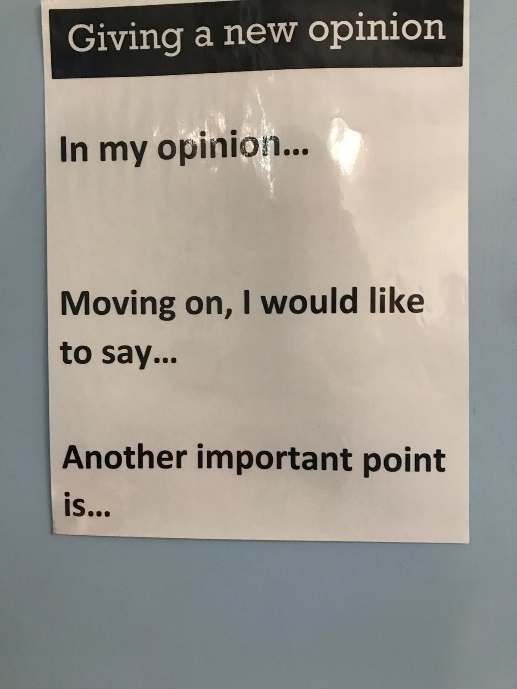 Giving a new opinion
In my opinion...
Moving on, I would like
to say...
Another important point
is...